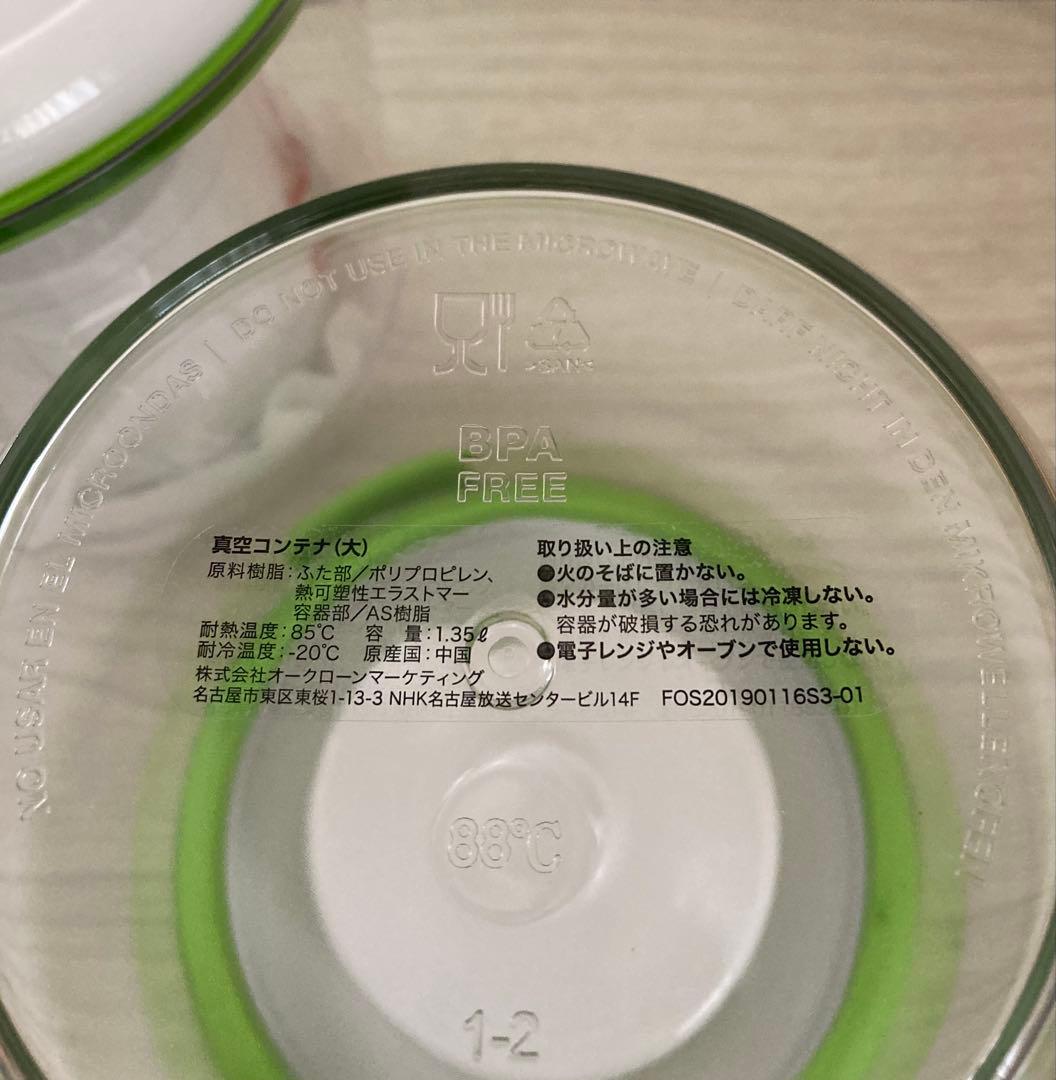 NO USAR EN EL MICROONDAS | DO NOT USE IN THE MICROWAVE | DARF NICHT IN DEN MIKROWELLENOFEN
>SAN<
BPA
FREE
真空コンテナ(大)
原料樹脂:ふた部/ポリプロピレン、
熱可塑性エラストマー
容器部/AS樹脂
耐熱温度:85℃ 容 量:1.35ℓ
耐冷温度:-20℃ 原産国:中国
株式会社オークローンマーケティング
名古屋市東区東桜1-13-3 NHK名古屋放送センタービル14F FOS20190116S3-01
取り扱い上の注意
●火のそばに置かない。
●水分量が多い場合には冷凍しない。
容器が破損する恐れがあります。
●電子レンジやオーブンで使用しない。
88℃
1-2